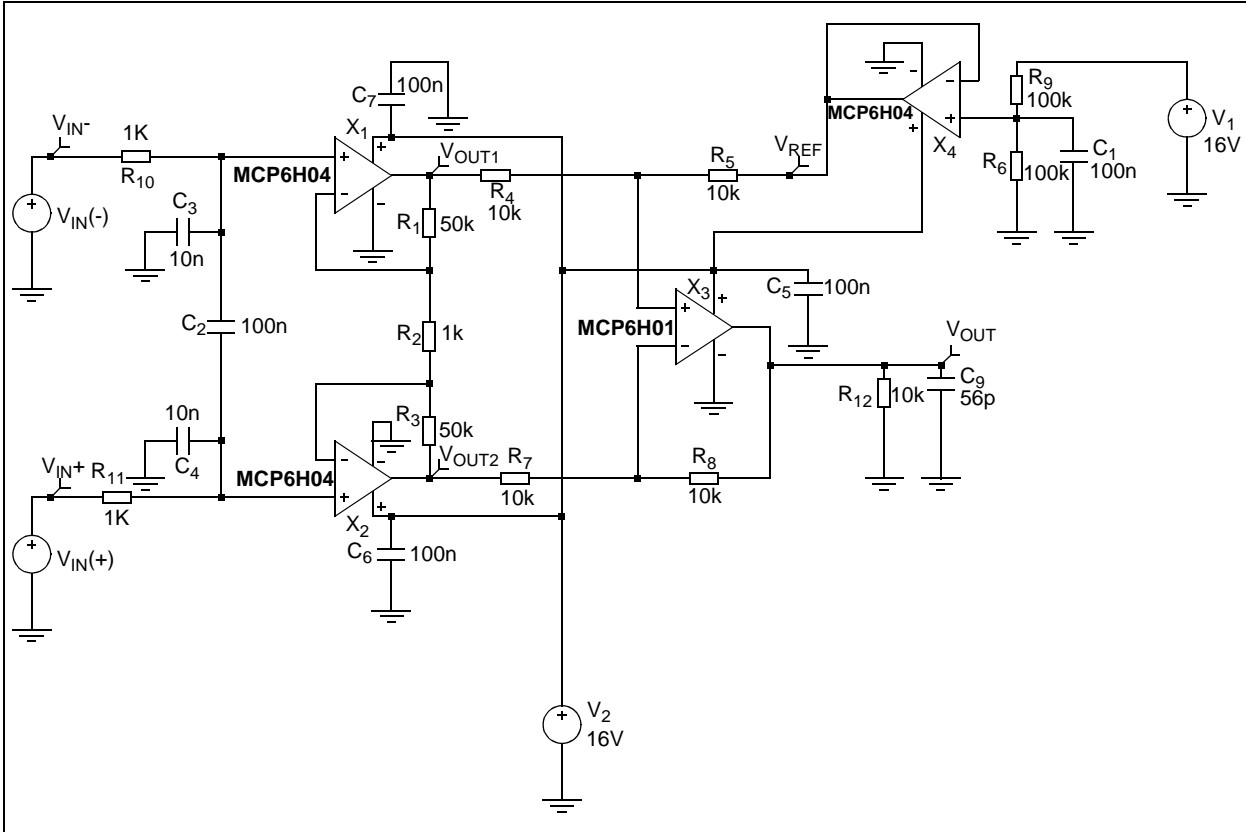 C7
100n
X1
+
-
+
-
MCP6H04
VIN-
1K
R10
+
VIN(-)
C3
10n
VOUT1
R4
10k
R1
50k
R5
10k
VREF
-
-
+
+
MCP6H04
X4
R9
100k
R6
100k
C1
100n
+
V1
16V
C2
100n
R2
1k
X3
+
+
-
-
MCP6H01
C5
100n
VOUT
R12
10k
C9
56p
10n
C4
R3
50k
VIN+
R11
1K
+
VIN(+)
-
-
+
+
MCP6H04
X2
VOUT2
R7
10k
R8
10k
C6
100n
+
V2
16V